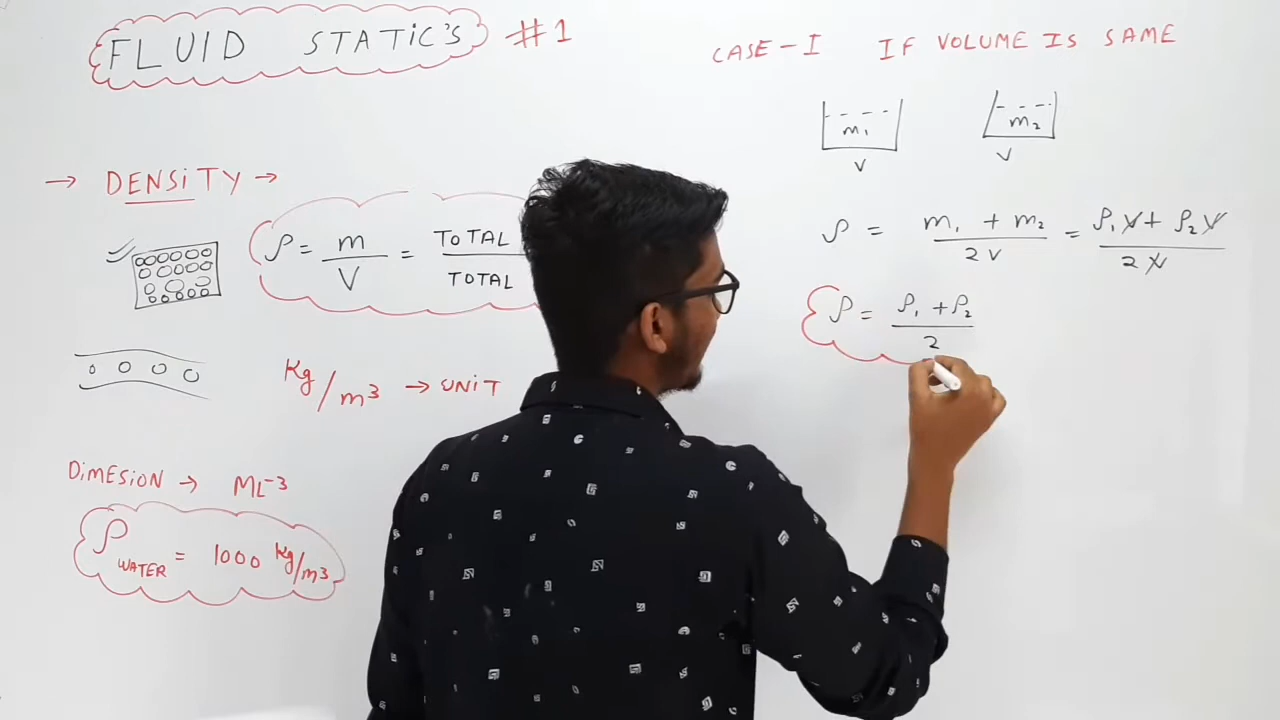 FLUID STATIC'S #1
→ DENSITY →
ρ = m/V = TOTAL / TOTAL
Kg/m3 → UNIT
DIMESION → ML-3
ρ WATER = 1000 Kg/m3
CASE-I IF VOLUME IS SAME
m1 m2
V V
ρ = m1 + m2 / 2V = ρ1V + ρ2V / 2V
ρ = ρ1 + ρ2 / 2